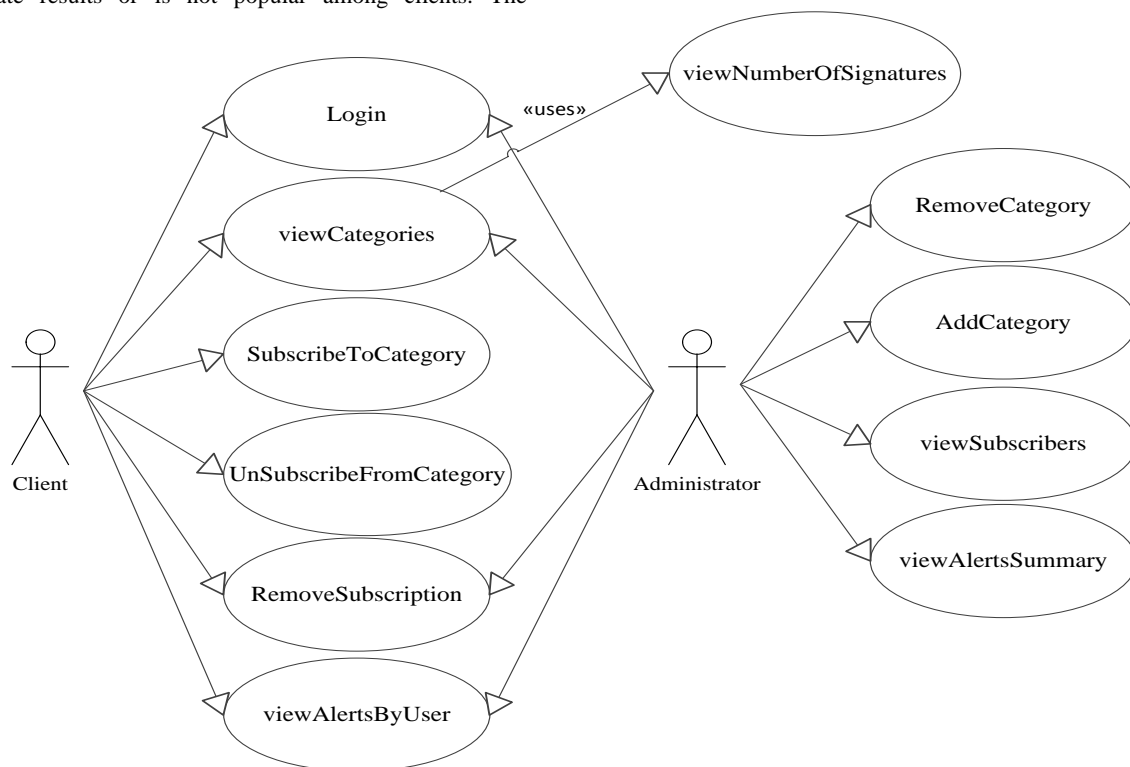 ate results or is not popular among clients. The
viewNumberOfSignatures
«uses»
Login
RemoveCategory
viewCategories
AddCategory
SubscribeToCategory
viewSubscribers
UnSubscribeFromCategory
Client
Administrator
viewAlertsSummary
RemoveSubscription
viewAlertsByUser